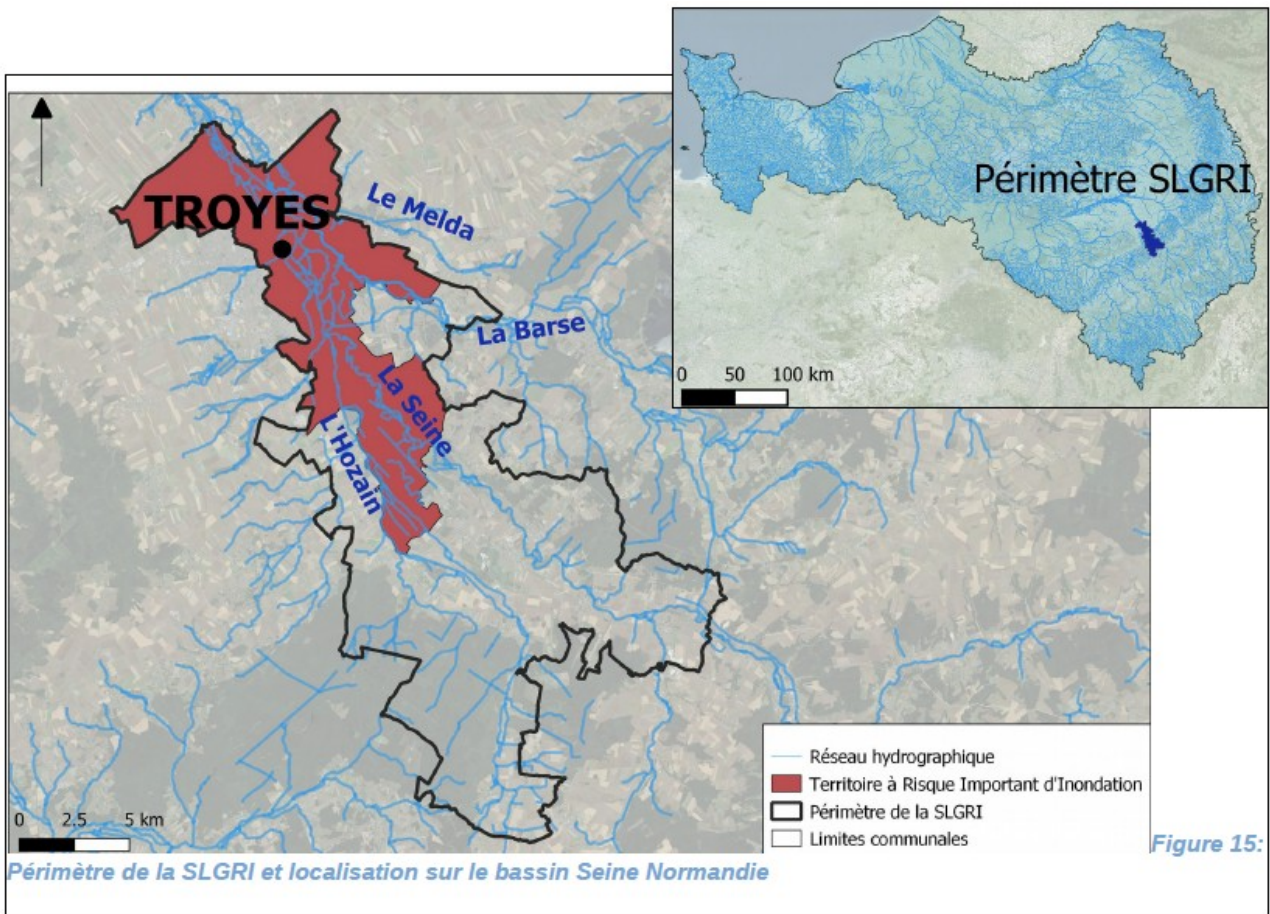 Périmètre SLGRI
0 50 100 km
TROYES
Le Melda
La Barse
La Seine
L'Hozain
0 2.5 5 km
Réseau hydrographique
Territoire à Risque Important d'Inondation
Périmètre de la SLGRI
Limites communales
Figure 15:
Périmètre de la SLGRI et localisation sur le bassin Seine Normandie